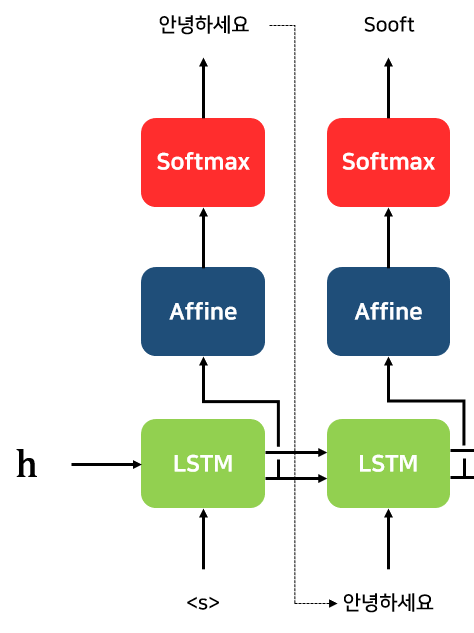 안녕하세요 Sooft
Softmax Softmax
Affine Affine
h LSTM LSTM
<s> 안녕하세요